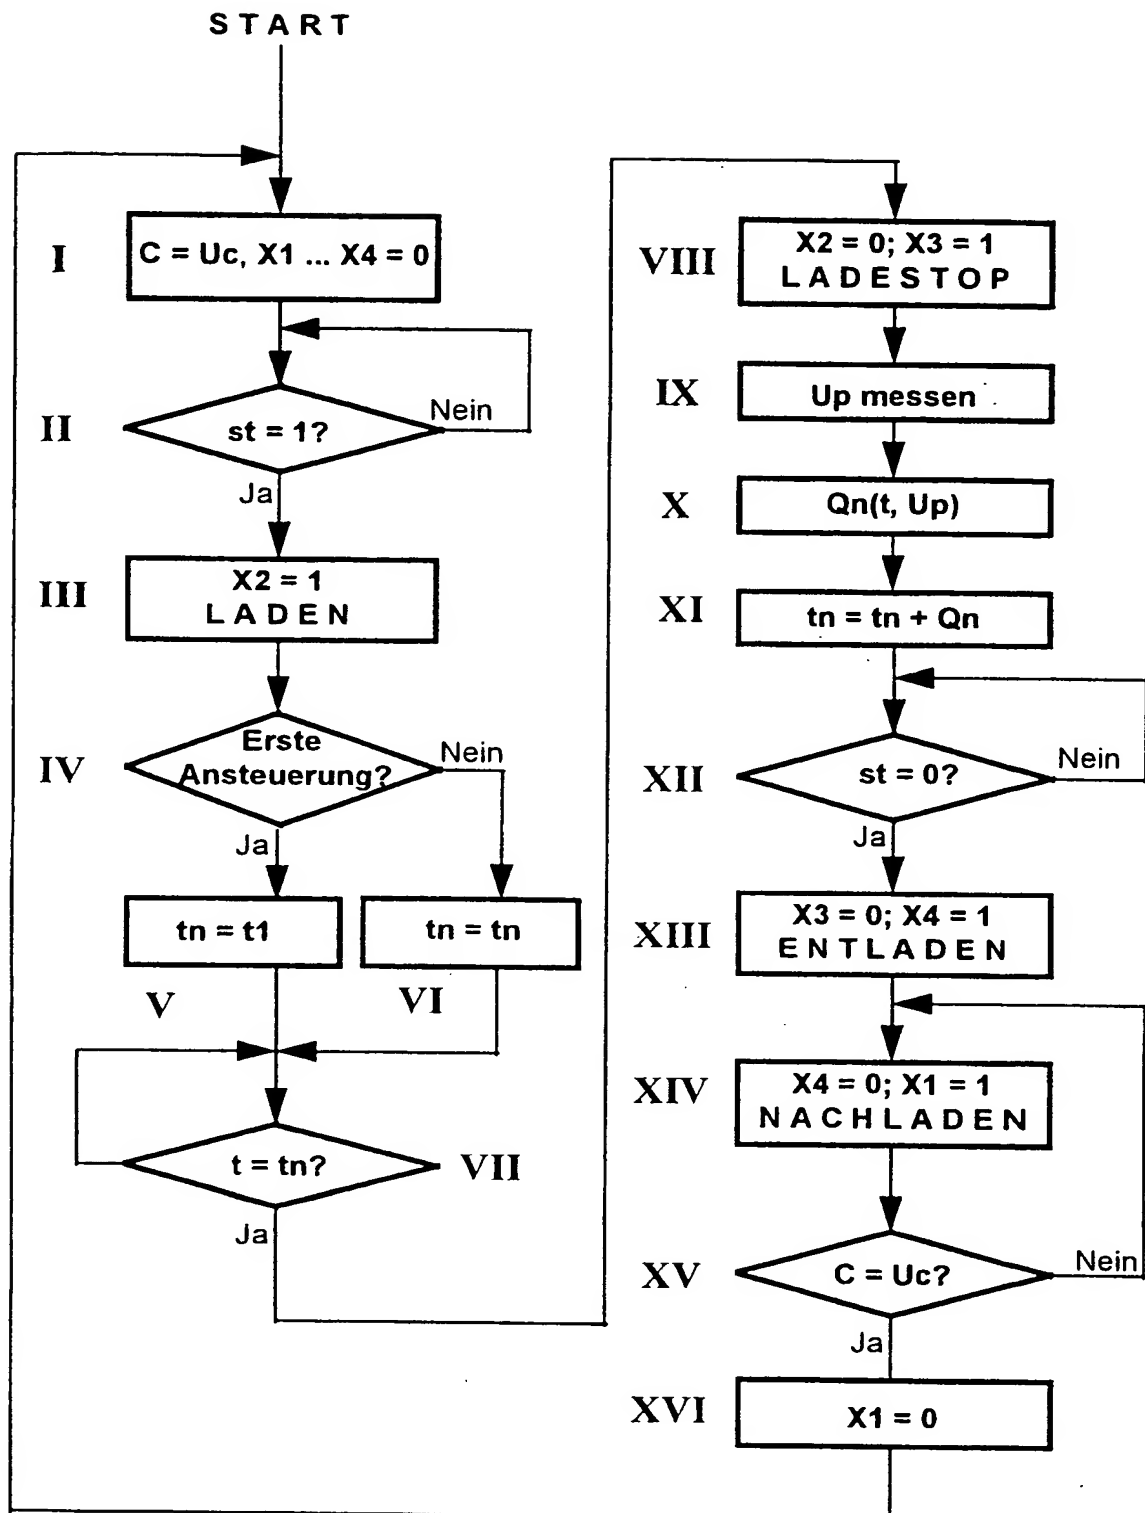 START
I
C = Uc, X1 ... X4 = 0
II
st = 1?
Nein
Ja
III
X2 = 1
LADEN
IV
Erste
Ansteuerung?
Nein
Ja
tn = t1
tn = tn
V
VI
t = tn?
VII
Ja
VIII
X2 = 0; X3 = 1
LADESTOP
IX
Up messen
X
Qn(t, Up)
XI
tn = tn + Qn
XII
st = 0?
Nein
Ja
XIII
X3 = 0; X4 = 1
ENTLADEN
XIV
X4 = 0; X1 = 1
NACHLADEN
XV
C = Uc?
Nein
Ja
XVI
X1 = 0